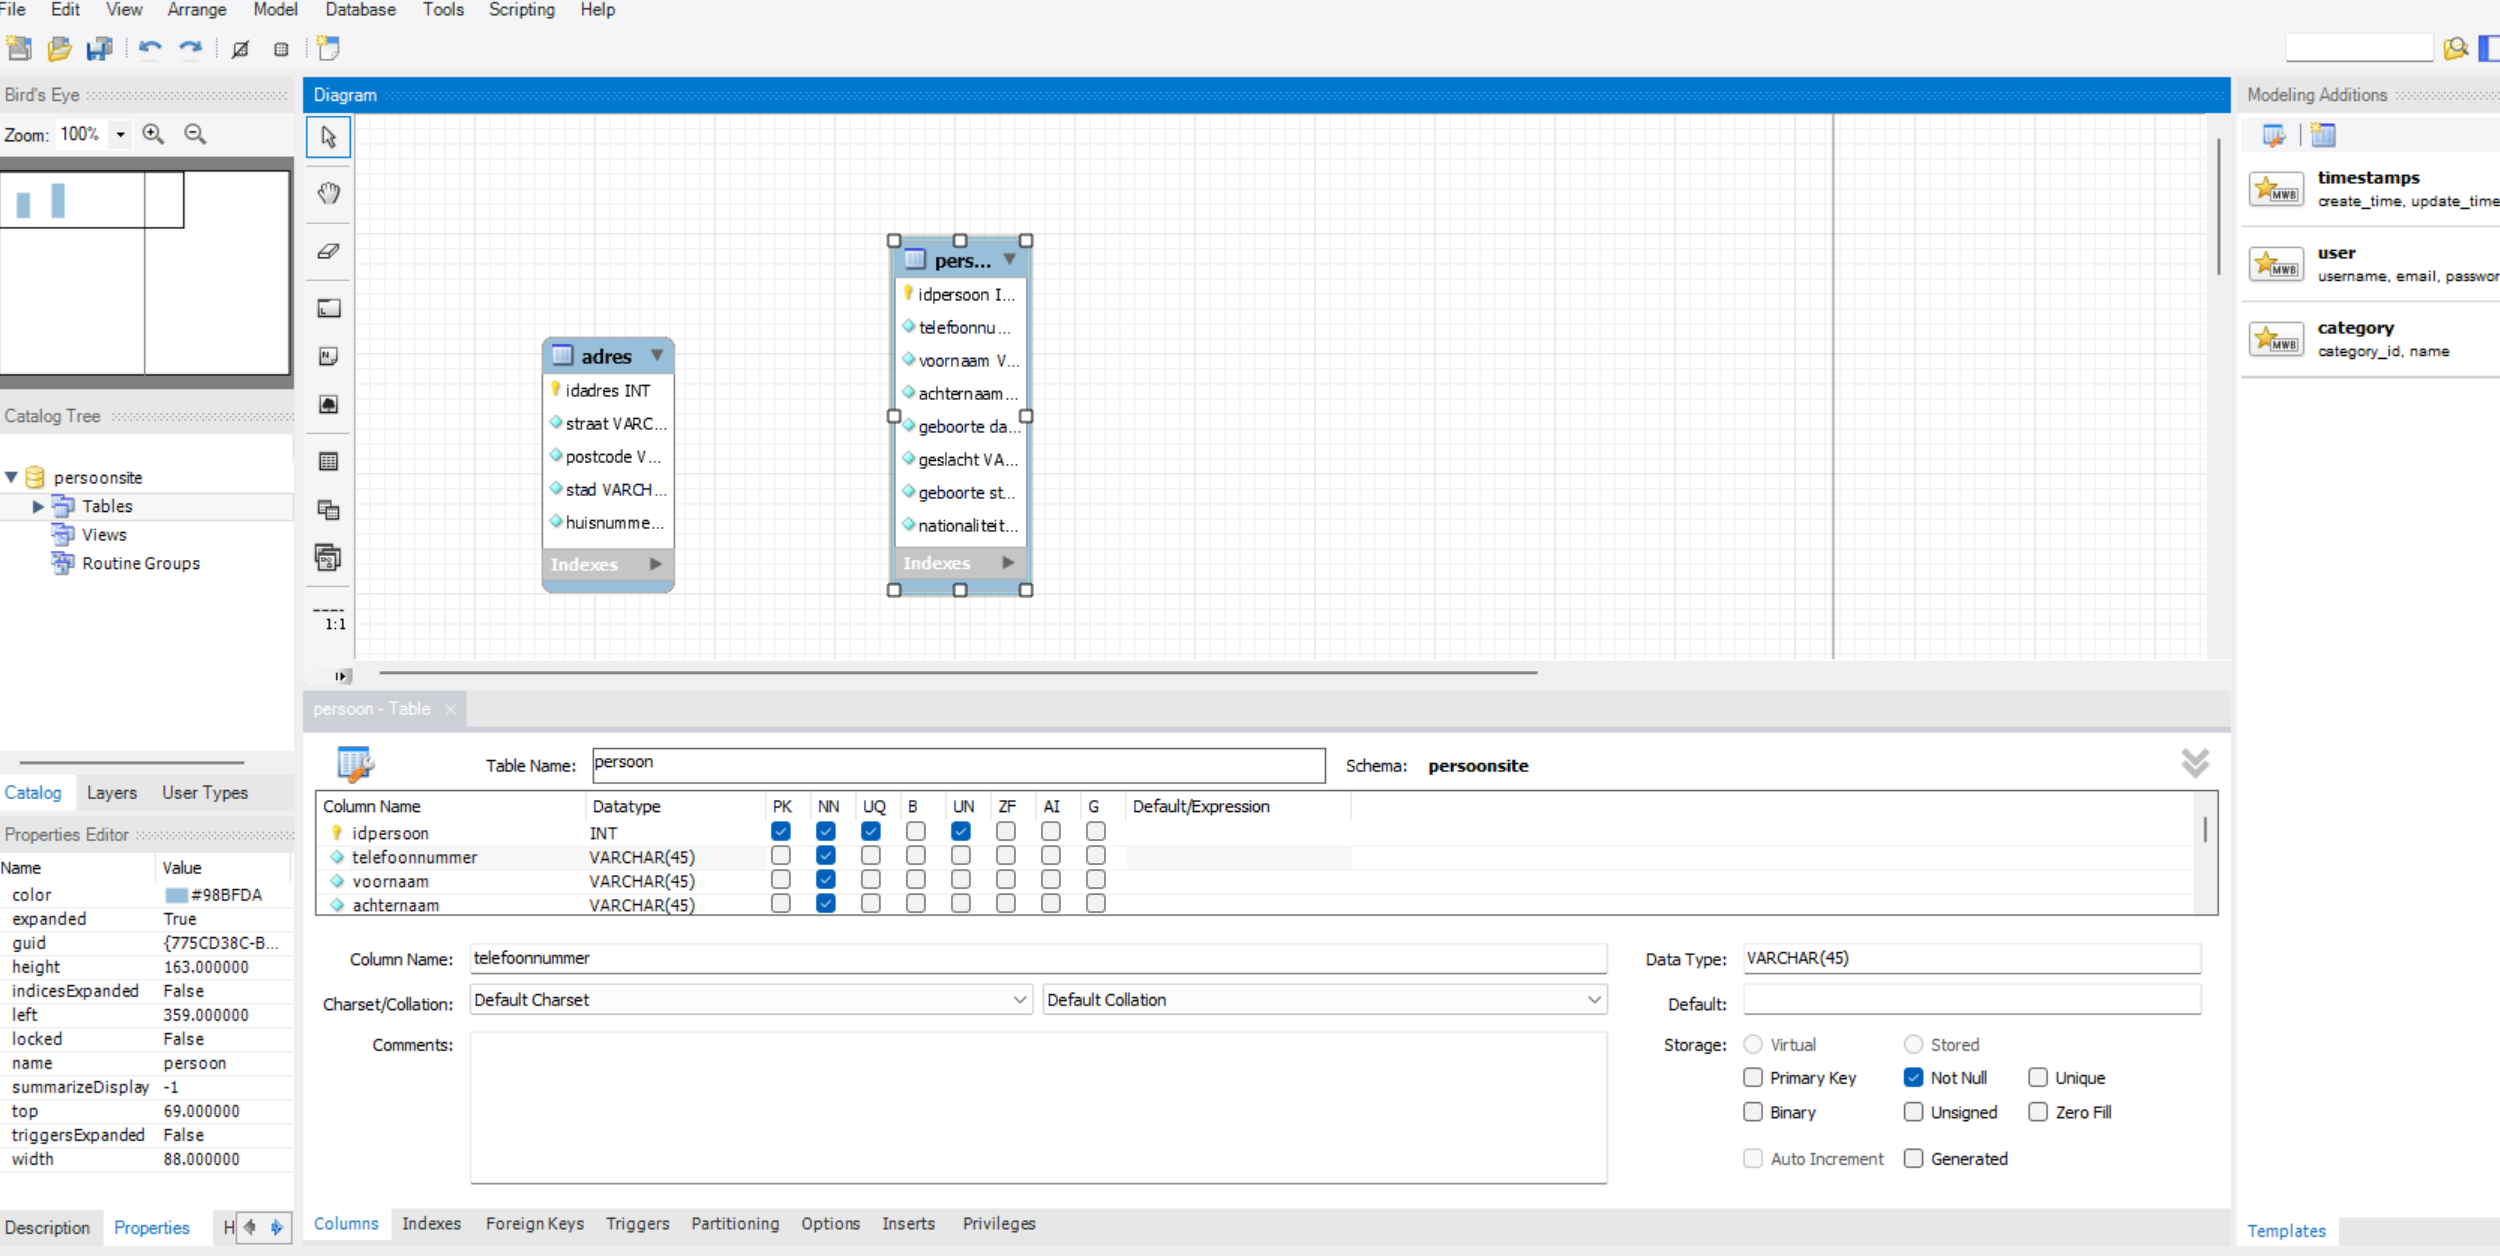 File Edit View Arrange Model Database Tools Scripting Help
Bird's Eye
Zoom: 100%
Catalog Tree
persoonsite
Tables
Views
Routine Groups
Catalog Layers User Types
Properties Editor
Name Value
color #98BFDA
expanded True
guid {775CD38C-B...
height 163.000000
indicesExpanded False
left 359.000000
locked False
name persoon
summarizeDisplay -1
top 69.000000
triggersExpanded False
width 88.000000
Description Properties H
Diagram
1:1
adres
idadres INT
straat VARC...
postcode V...
stad VARCH...
huisnumme...
Indexes
pers...
idpersoon I...
telefoonnu...
voornaam V...
achternaam...
geboorte da...
geslacht VA...
geboorte st...
nationaliteit...
Indexes
persoon - Table
Table Name: persoon Schema: persoonsite
Column Name Datatype PK NN UQ B UN ZF AI G Default/Expression
idpersoon INT
telefoonnummer VARCHAR(45)
voornaam VARCHAR(45)
achternaam VARCHAR(45)
Column Name: telefoonnummer Data Type: VARCHAR(45)
Charset/Collation: Default Charset Default Collation Default:
Comments: Storage: Virtual Stored
Primary Key Not Null Unique
Binary Unsigned Zero Fill
Auto Increment Generated
Columns Indexes Foreign Keys Triggers Partitioning Options Inserts Privileges
Modeling Additions
MWB
timestamps
create_time, update_time
MWB
user
username, email, passwor
MWB
category
category_id, name
Templates